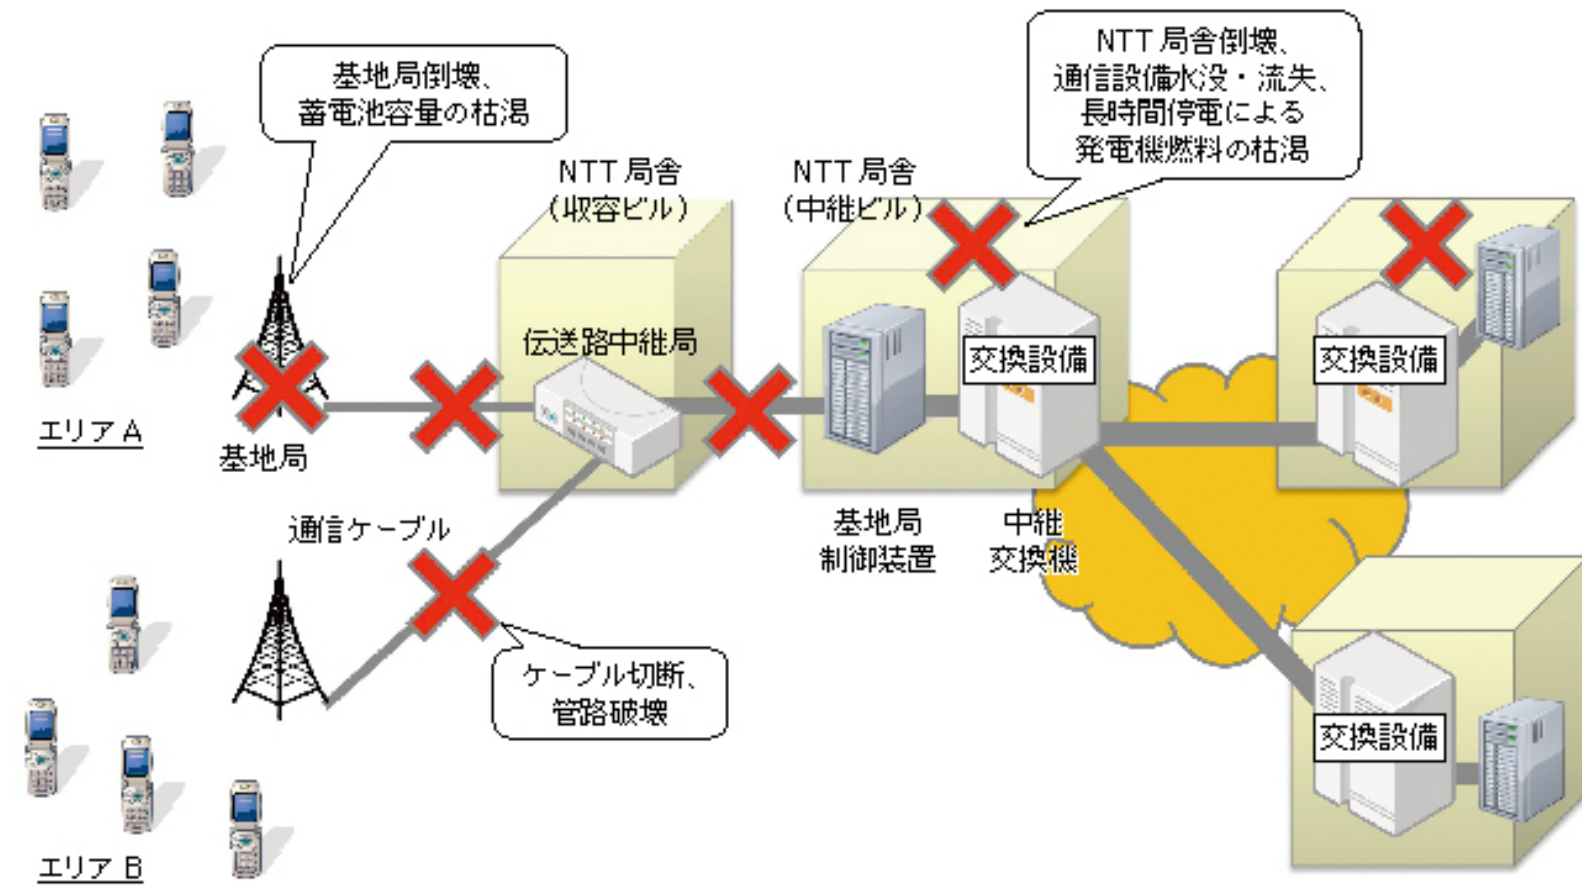 NTT 局舎倒壊、
通信設備水没・流失、
長時間停電による
発電機燃料の枯渇
基地局倒壊、
蓄電池容量の枯渇
NTT 局舎
（収容ビル）
NTT 局舎
（中継ビル）
伝送路中継局
交換設備
交換設備
エリア A
基地局
通信ケーブル
基地局
制御装置
中継
交換機
ケーブル切断、
管路破壊
交換設備
エリア B